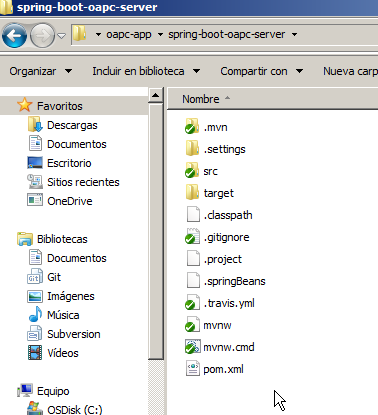 spring-boot-oapc-server
oapc-app spring-boot-oapc-server
Organizar Incluir en biblioteca Compartir con Nueva carp
Favoritos
Descargas
Documentos
Escritorio
Sitios recientes
OneDrive
Bibliotecas
Documentos
Git
Imágenes
Música
Subversion
Vídeos
Equipo
OSDisk (C:)
Nombre
.mvn
.settings
src
target
.classpath
.gitignore
.project
.springBeans
.travis.yml
mvnw
mvnw.cmd
pom.xml